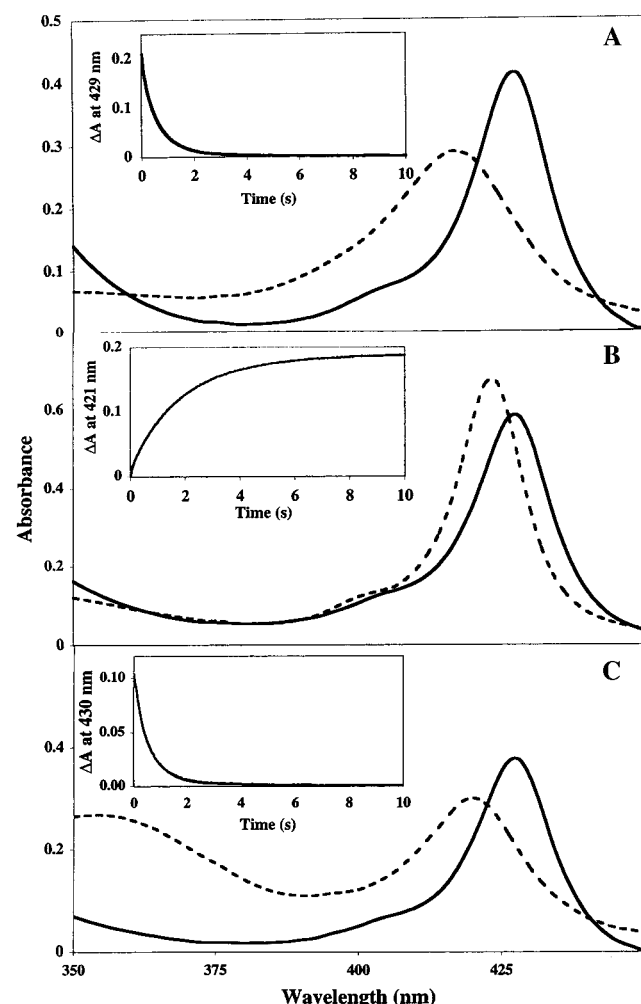 A
0.5
0.4
0.3
0.2
0.1
0
ΔA at 429 nm
0.2
0.1
0
0 2 4 6 8 10
Time (s)
B
0.6
0.4
0.2
0
ΔA at 421 nm
0.2
0.1
0
0 2 4 6 8 10
Time (s)
Absorbance
C
0.4
0.2
0
ΔA at 430 nm
0.10
0.05
0.00
0 2 4 6 8 10
Time (s)
350 375 400 425
Wavelength (nm)